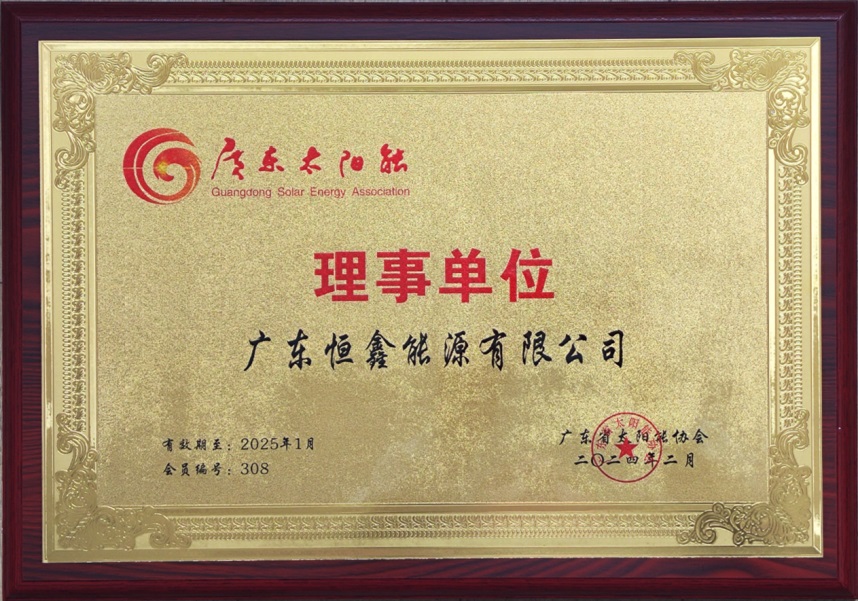 广东太阳能
Guangdong Solar Energy Association
理事单位
广东恒鑫能源有限公司
有效期至：2025年1月
会员编号：308
广东省太阳能协会
二〇二四年二月